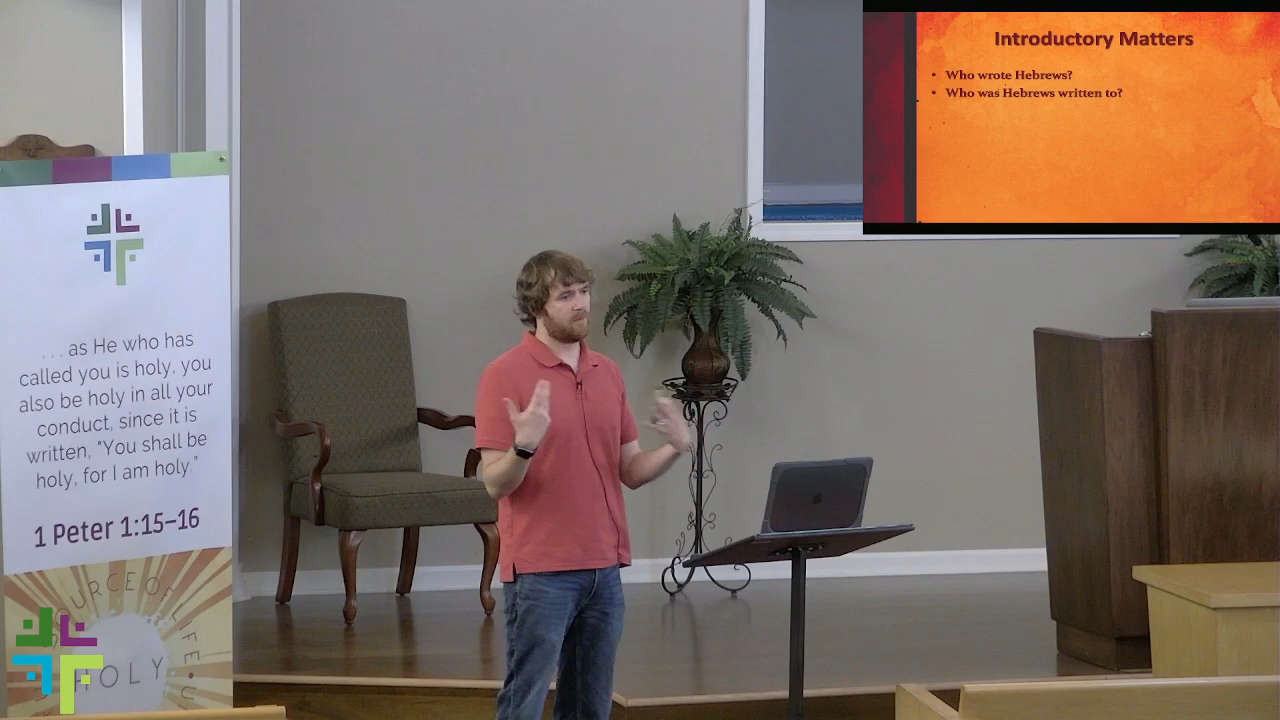 . . . as He who has
called you is holy, you
also be holy in all your
conduct, since it is
written, "You shall be
holy, for I am holy."
1 Peter 1:15–16
HOLY
Introductory Matters
• Who wrote Hebrews?
• Who was Hebrews written to?